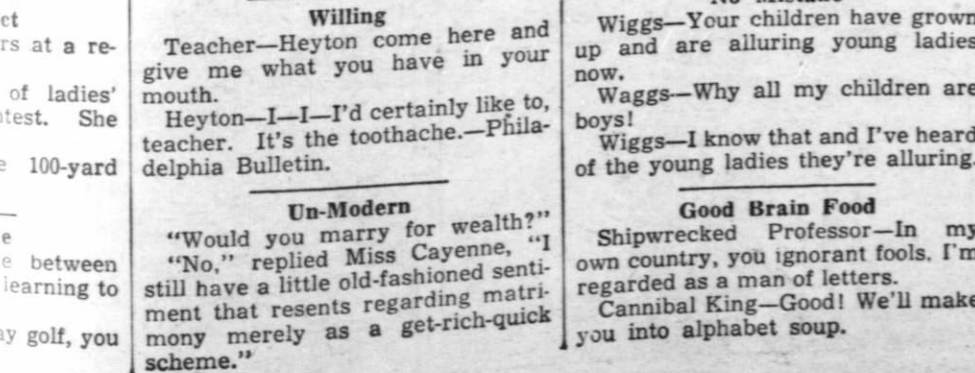 ct
rs at a re-
of ladies'
test. She
100-yard
e
e between
learning to
ay golf, you
Willing
Teacher—Heyton come here and
give me what you have in your
mouth.
Heyton—I—I—I'd certainly like to,
teacher. It's the toothache.—Phila-
delphia Bulletin.
Un-Modern
"Would you marry for wealth?"
"No," replied Miss Cayenne, "I
still have a little old-fashioned senti-
ment that resents regarding matri-
mony merely as a get-rich-quick
scheme."
Wiggs—Your children have grown
up and are alluring young ladies
now.
Waggs—Why all my children are
boys!
Wiggs—I know that and I've heard
of the young ladies they're alluring.
Good Brain Food
Shipwrecked Professor—In my
own country, you ignorant fools, I'm
regarded as a man of letters.
Cannibal King—Good! We'll make
you into alphabet soup.